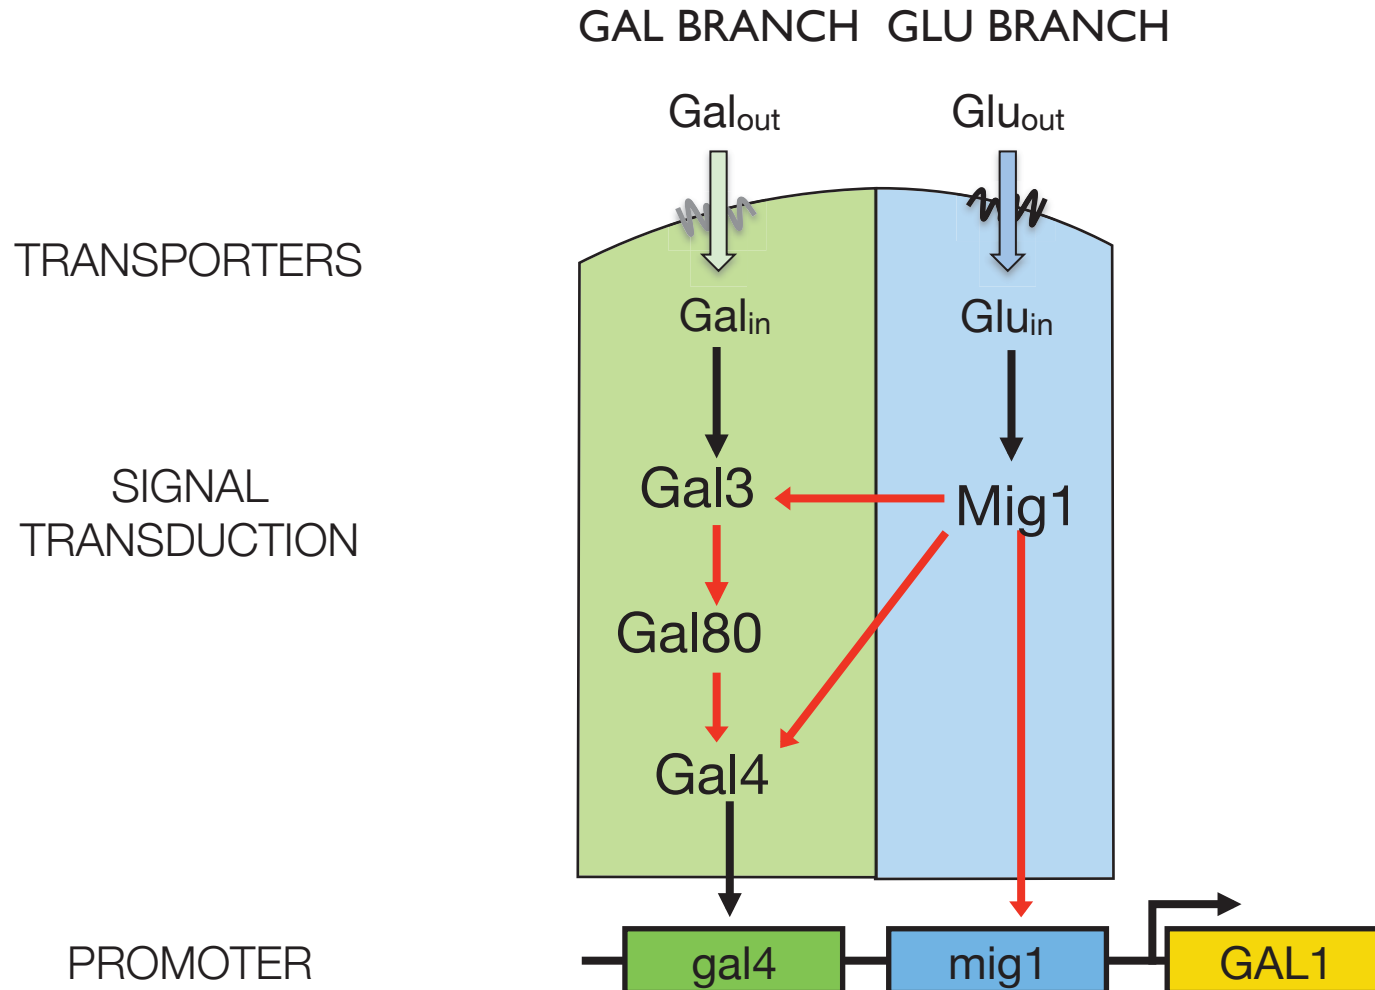 GAL BRANCH GLU BRANCH
Galout Gluout
TRANSPORTERS
Galin Gluin
SIGNAL
TRANSDUCTION
Gal3 Mig1
Gal80
Gal4
PROMOTER gal4 mig1 GAL1